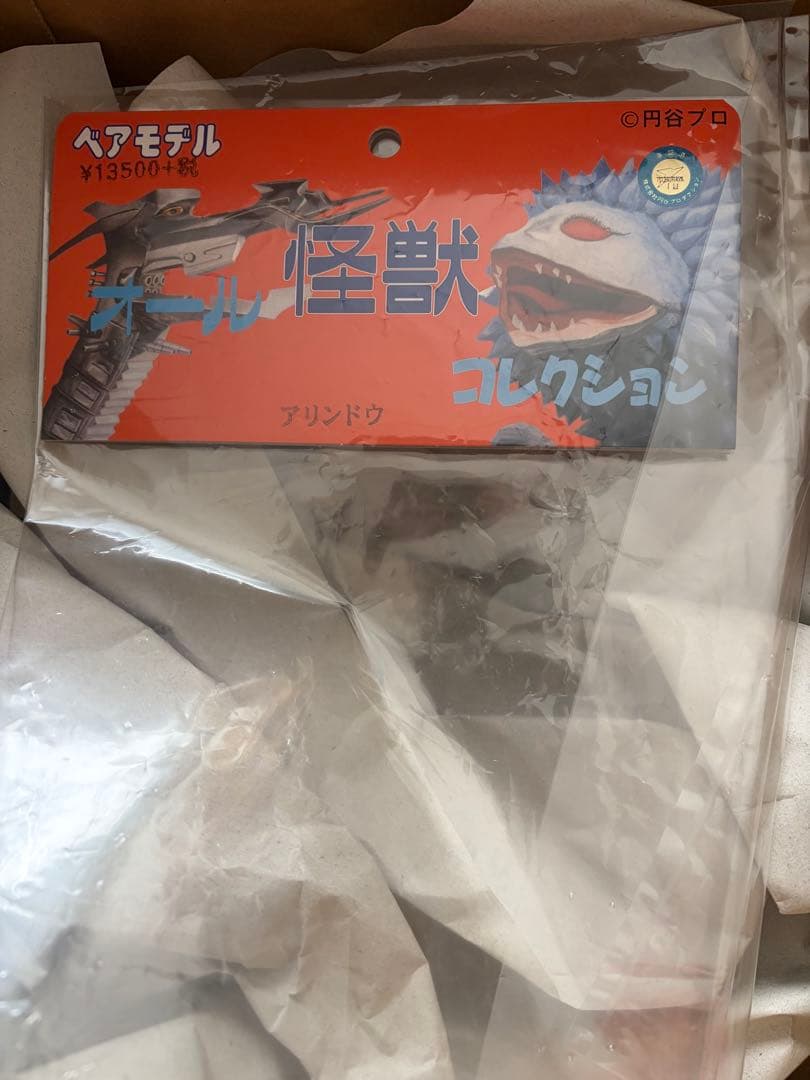 ベアモデル
¥13500+税
©円谷プロ
オール
怪獣
コレクション
アリンドウ